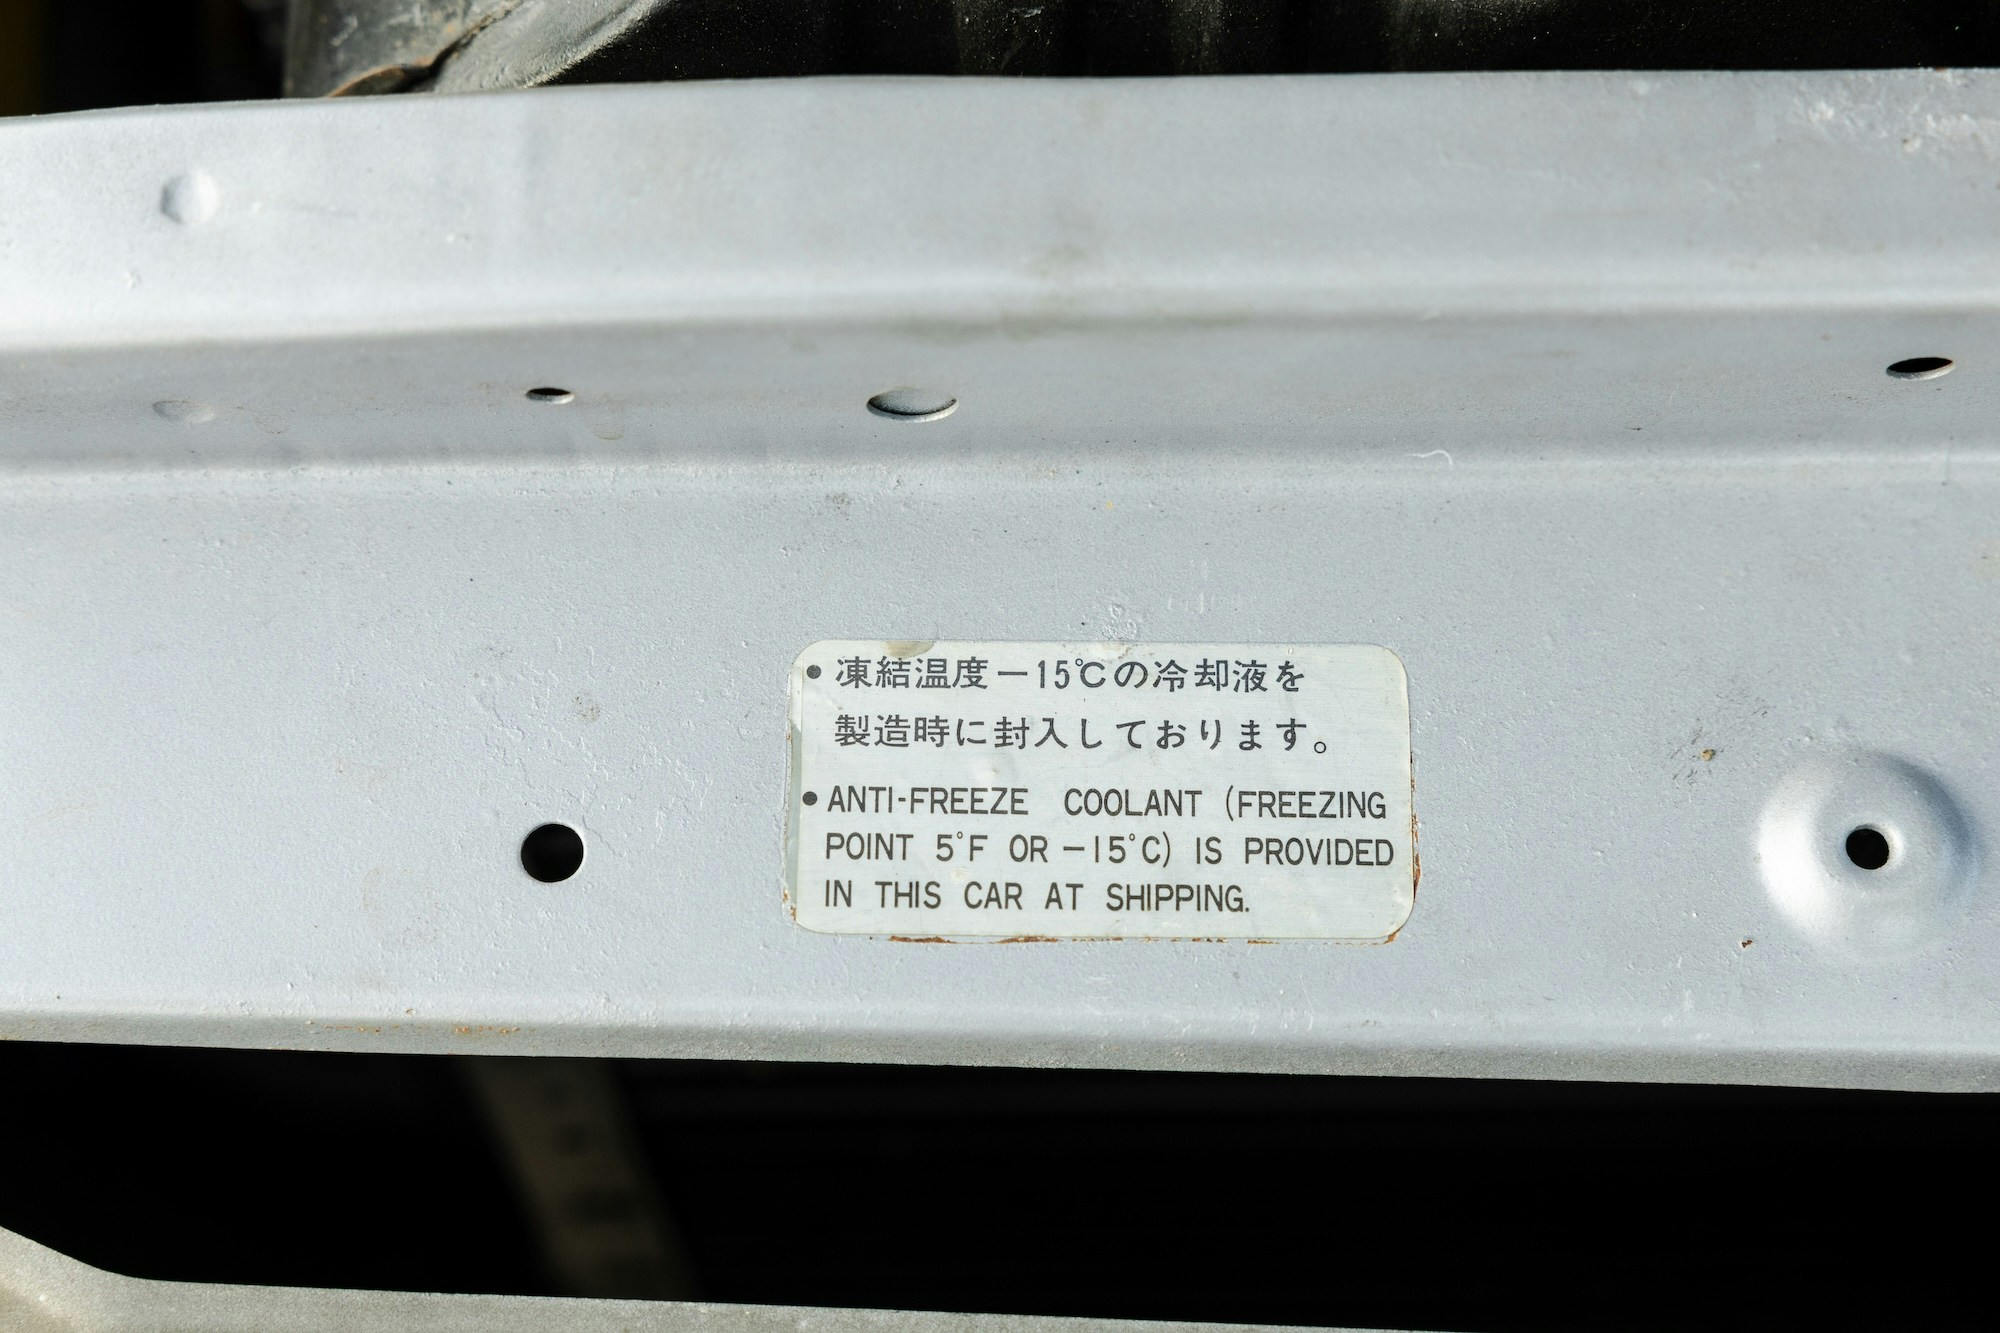 ● 凍結温度－15℃の冷却液を
製造時に封入しております。
● ANTI-FREEZE COOLANT (FREEZING
POINT 5°F OR －15°C) IS PROVIDED
IN THIS CAR AT SHIPPING.